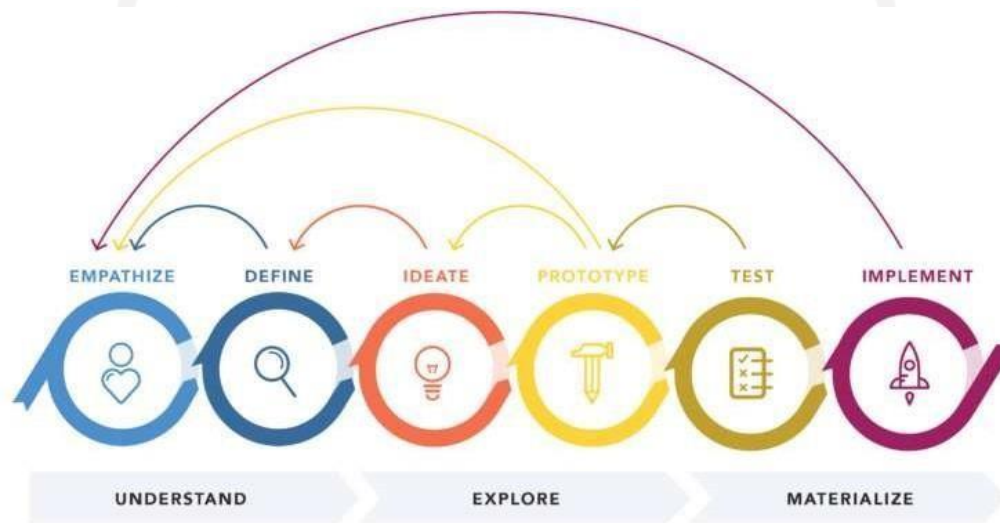 EMPATHIZE
DEFINE
IDEATE
PROTOTYPE
TEST
IMPLEMENT
UNDERSTAND
EXPLORE
MATERIALIZE